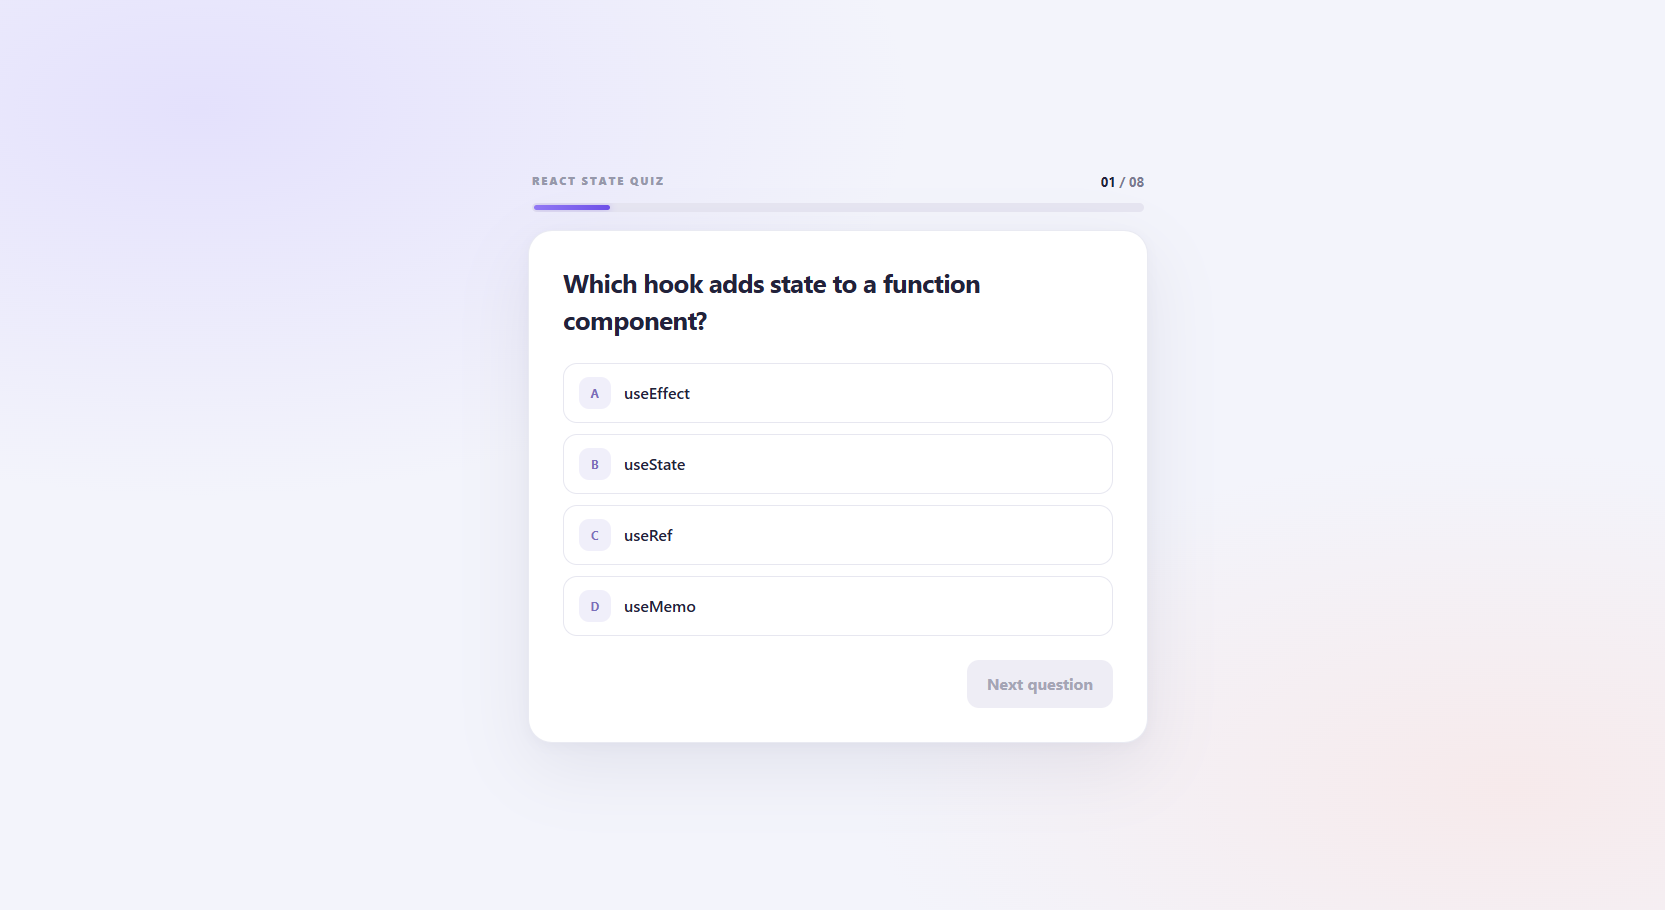 REACT STATE QUIZ
01 / 08
Which hook adds state to a function
component?
A useEffect
B useState
C useRef
D useMemo
Next question